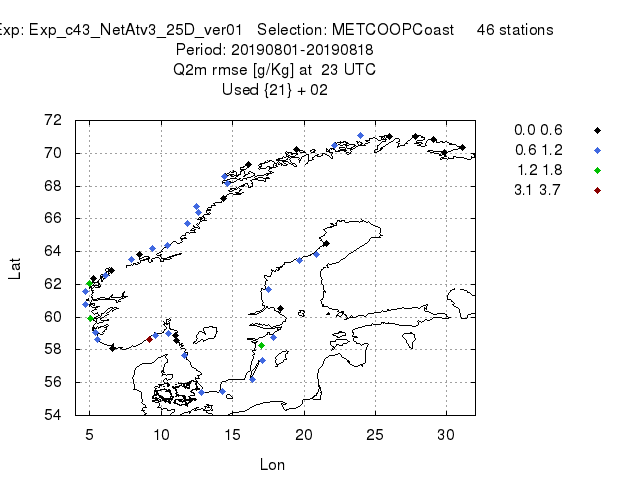 Exp: Exp_c43_NetAtv3_25D_ver01 Selection: METCOOPCoast 46 stations
Period: 20190801-20190818
Q2m rmse [g/Kg] at 23 UTC
Used {21} + 02
72
70
68
66
64
62
60
58
56
54
Lat
5 10 15 20 25 30
Lon
0.0 0.6
0.6 1.2
1.2 1.8
3.1 3.7